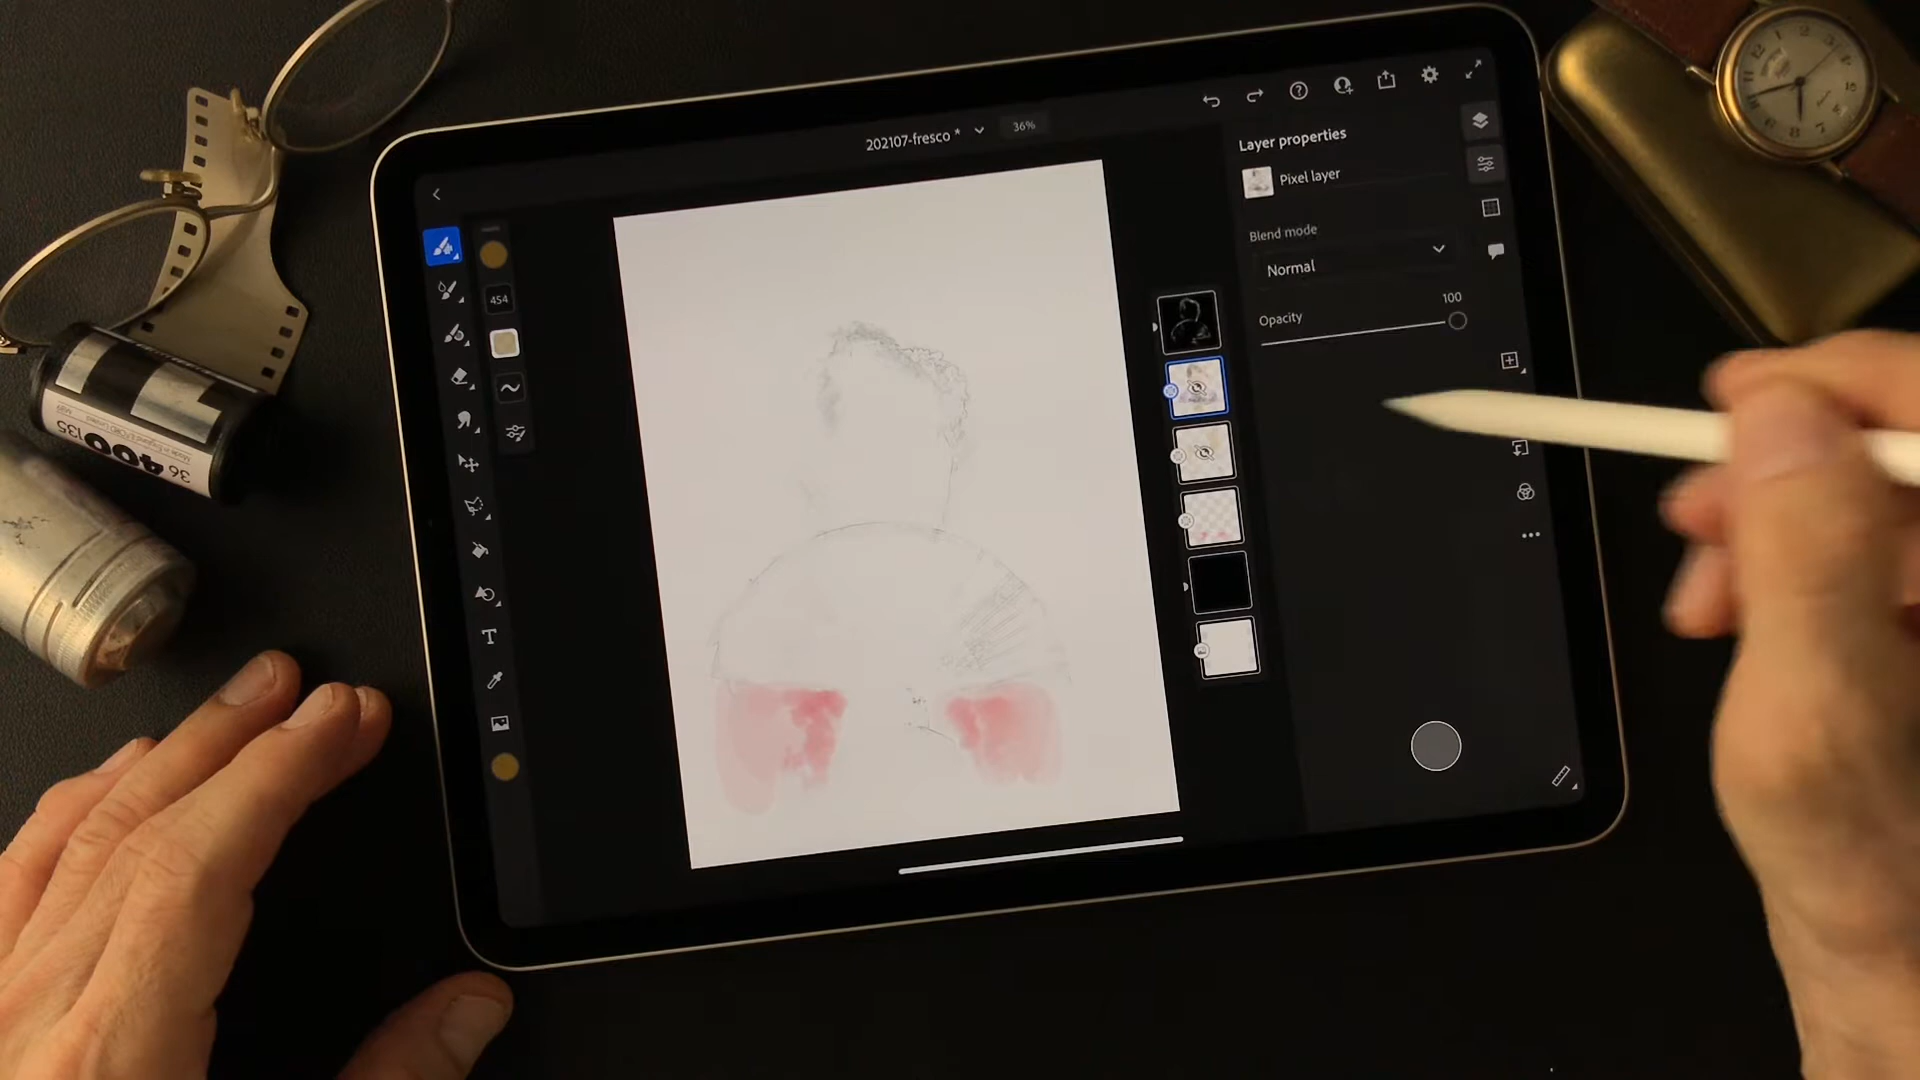 202107-fresco *
36%
Layer properties
Pixel layer
Blend mode
Normal
100
Opacity
454
T
400
135
36